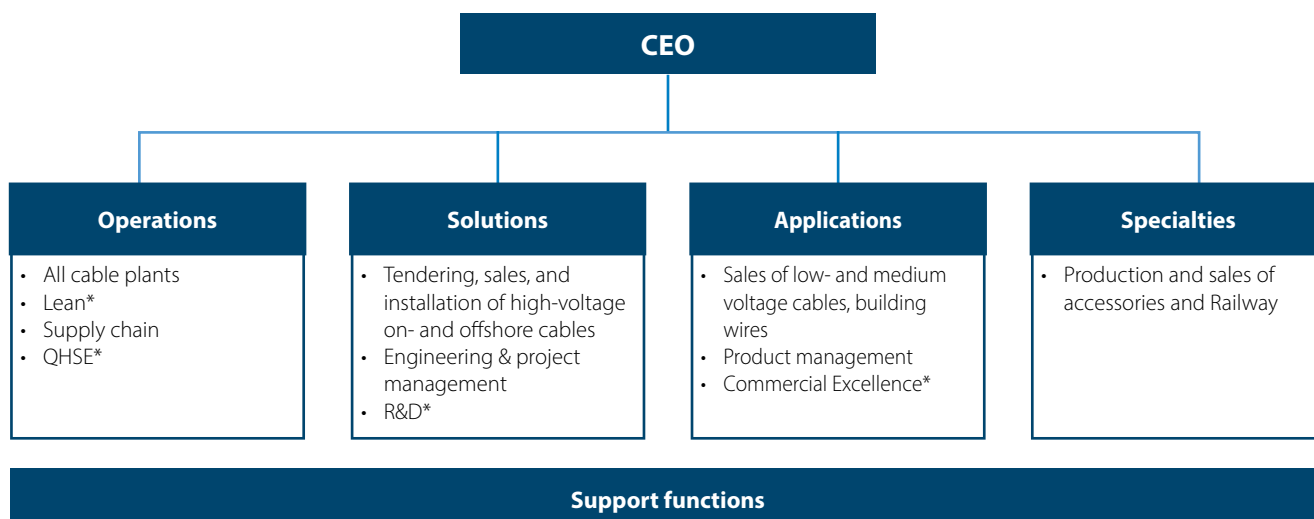 CEO
Operations
• All cable plants
• Lean*
• Supply chain
• QHSE*
Solutions
• Tendering, sales, and
installation of high-voltage
on- and offshore cables
• Engineering & project
management
• R&D*
Applications
• Sales of low- and medium
voltage cables, building
wires
• Product management
• Commercial Excellence*
Specialties
• Production and sales of
accessories and Railway
Support functions